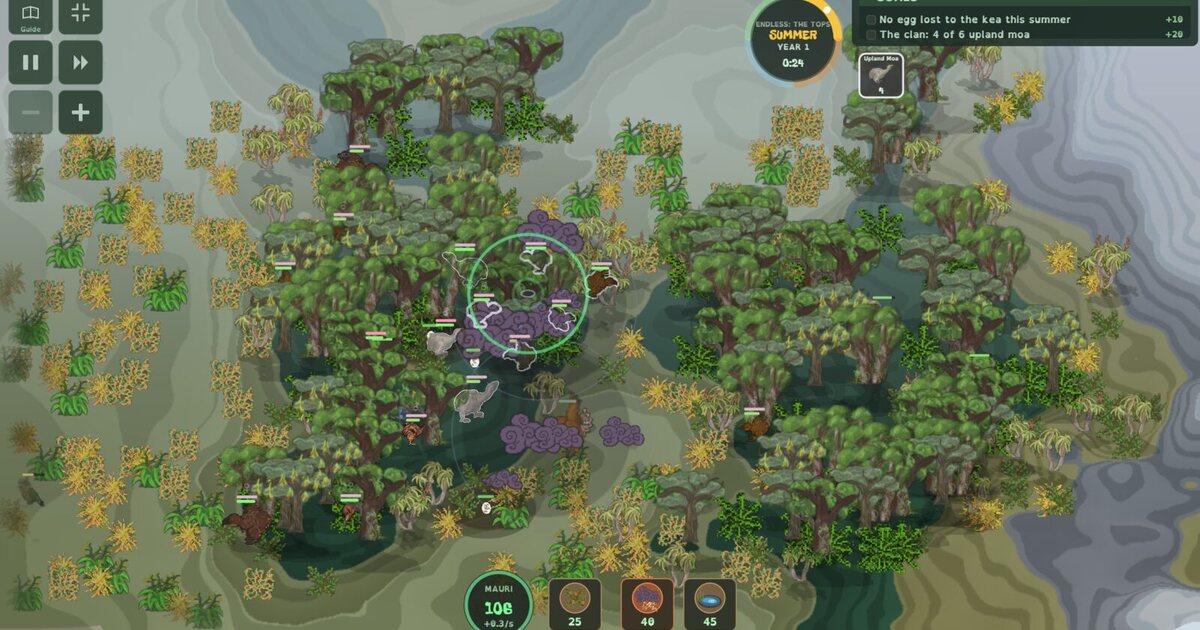 Guide
ENDLESS: THE TOPS
SUMMER
YEAR 1
0:24
No egg lost to the kea this summer +10
The clan: 4 of 6 upland moa +20
Upland Moa
4
MAURI
106
+0.3/s
25
40
45